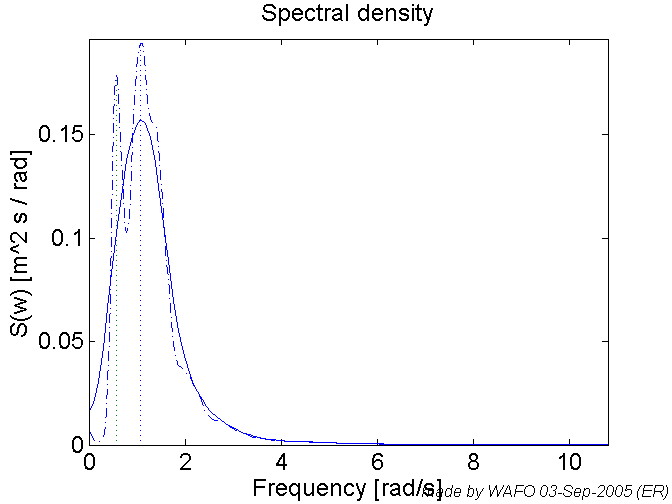 Spectral density
S(w) [m^2 s / rad]
0.15
0.1
0.05
0
0 2 4 6 8 10
Frequency [rad/s]
made by WAFO 03-Sep-2005 (ER)